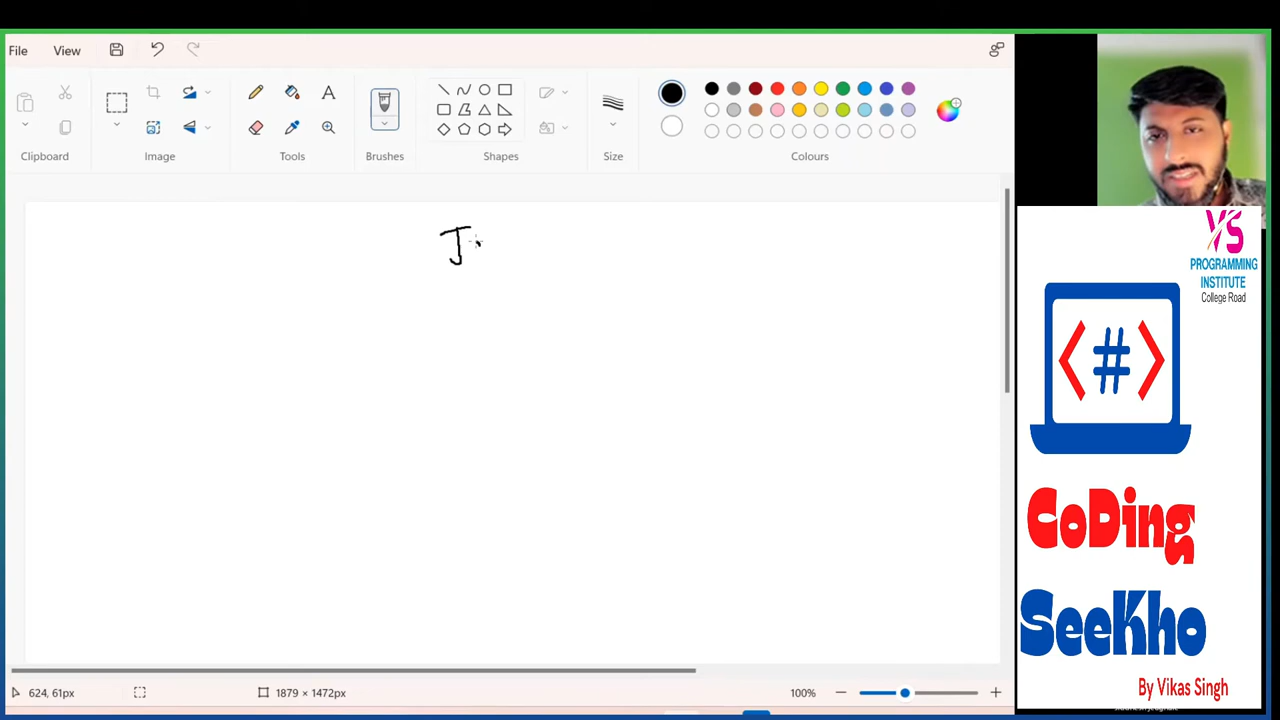 File View
Clipboard Image Tools Brushes Shapes Size Colours
J
624, 61px 1879 × 1472px 100%
VS
PROGRAMMING
INSTITUTE
College Road
<#>
CoDing
SeeKho
By Vikas Singh